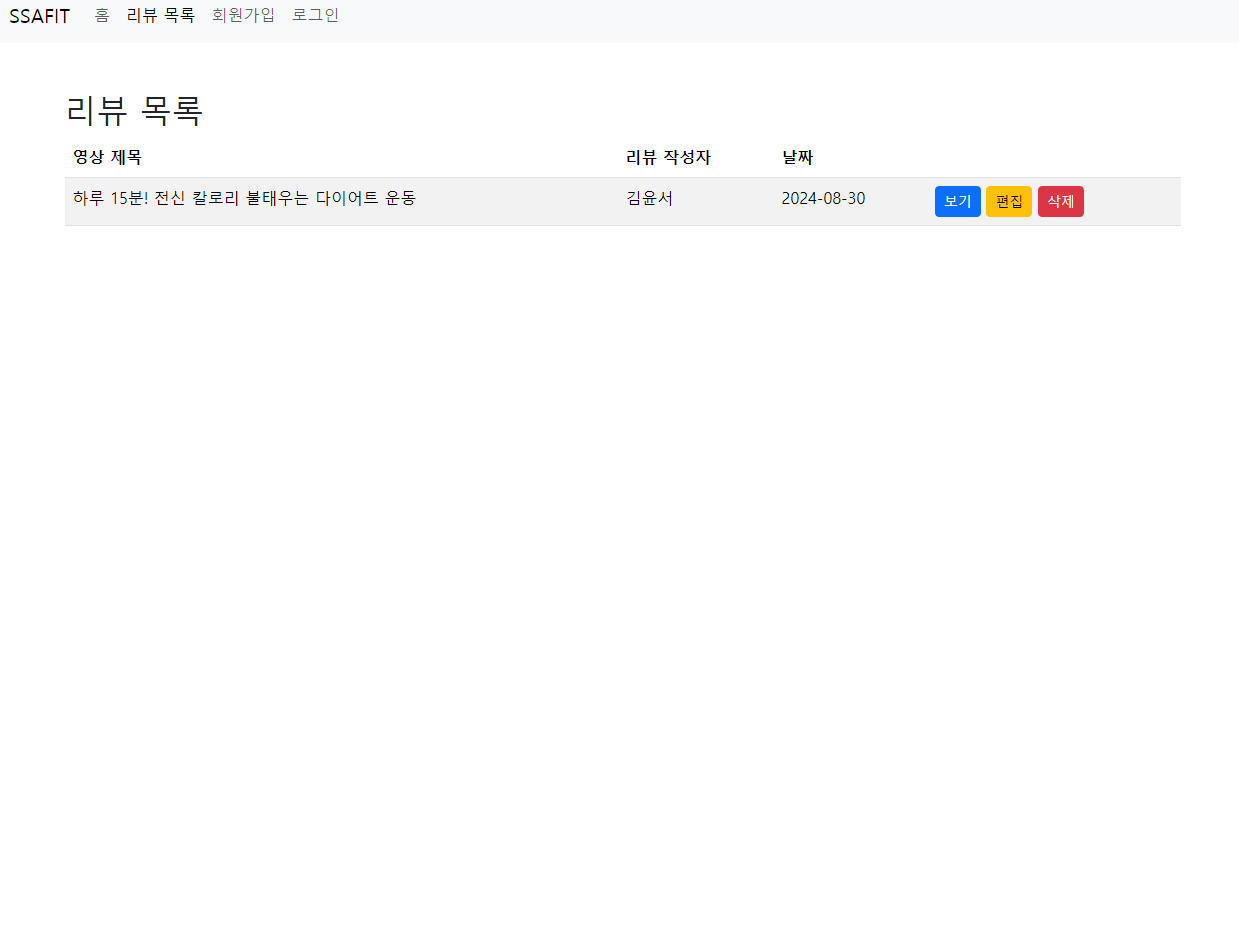 SSAFIT 홈 리뷰 목록 회원가입 로그인
리뷰 목록
영상 제목 리뷰 작성자 날짜
하루 15분! 전신 칼로리 불태우는 다이어트 운동 김윤서 2024-08-30 보기 편집 삭제